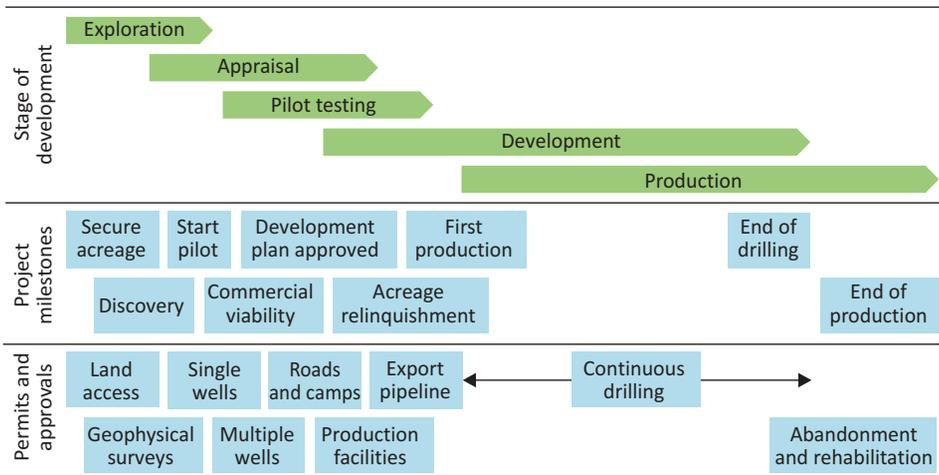 Stage of
development
Exploration
Appraisal
Pilot testing
Development
Production
Project
milestones
Secure
acreage
Start
pilot
Development
plan approved
First
production
End of
drilling
Discovery
Commercial
viability
Acreage
relinquishment
End of
production
Permits and
approvals
Land
access
Single
wells
Roads
and camps
Export
pipeline
Continuous
drilling
Geophysical
surveys
Multiple
wells
Production
facilities
Abandonment
and rehabilitation